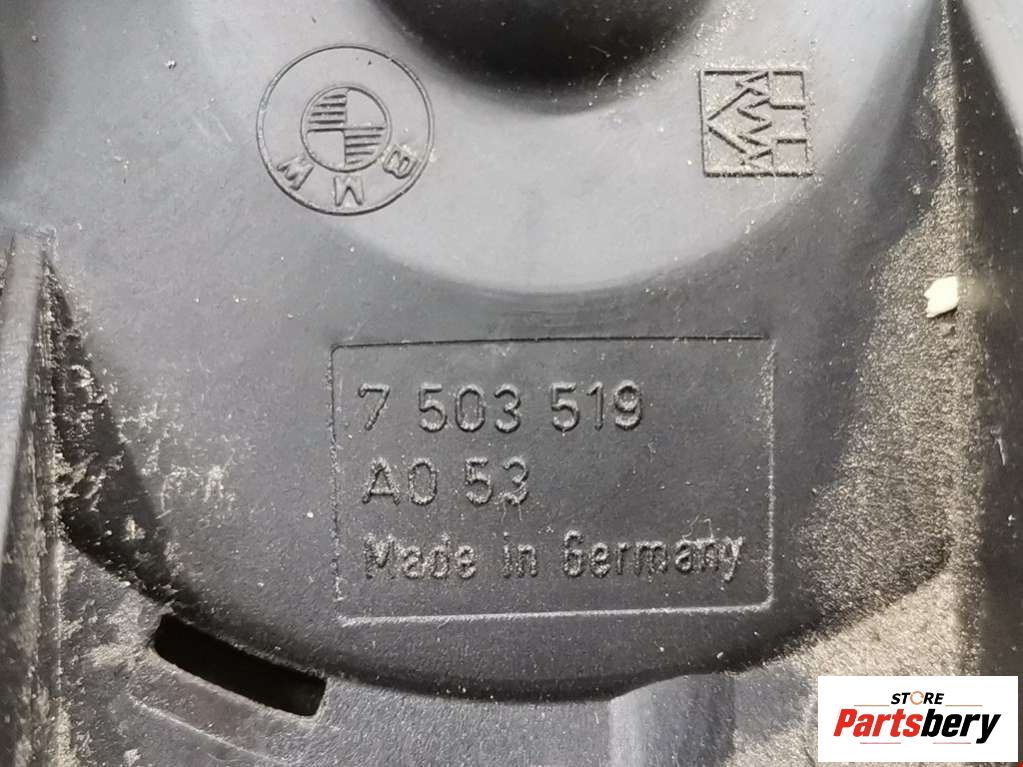 BMW
7 503 519
A0 53
Made in Germany
STORE
Partsbery